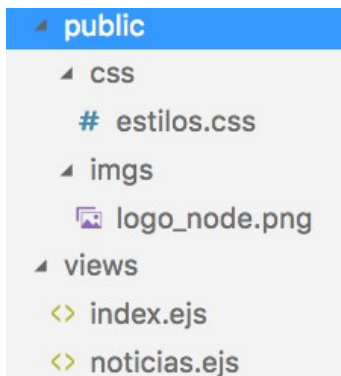 public
css
# estilos.css
imgs
logo_node.png
views
<> index.ejs
<> noticias.ejs